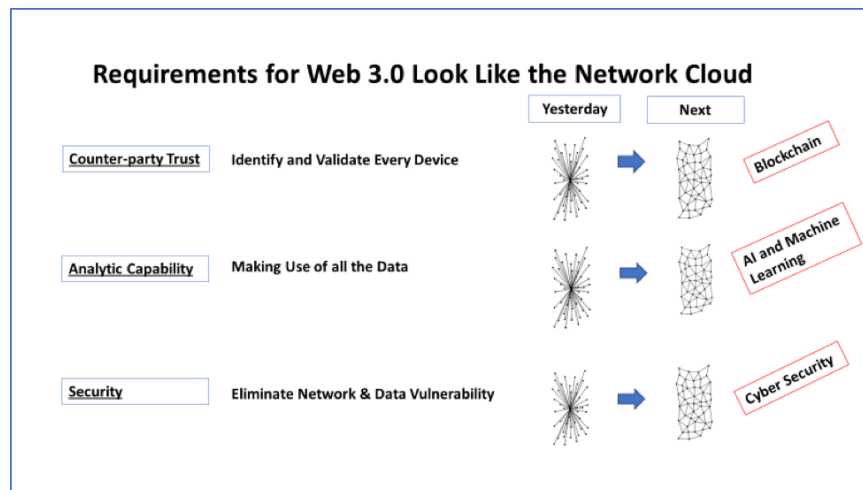 Requirements for Web 3.0 Look Like the Network Cloud
Yesterday
Next
Counter-party Trust
Identify and Validate Every Device
Blockchain
Analytic Capability
Making Use of all the Data
AI and Machine
Learning
Security
Eliminate Network & Data Vulnerability
Cyber Security